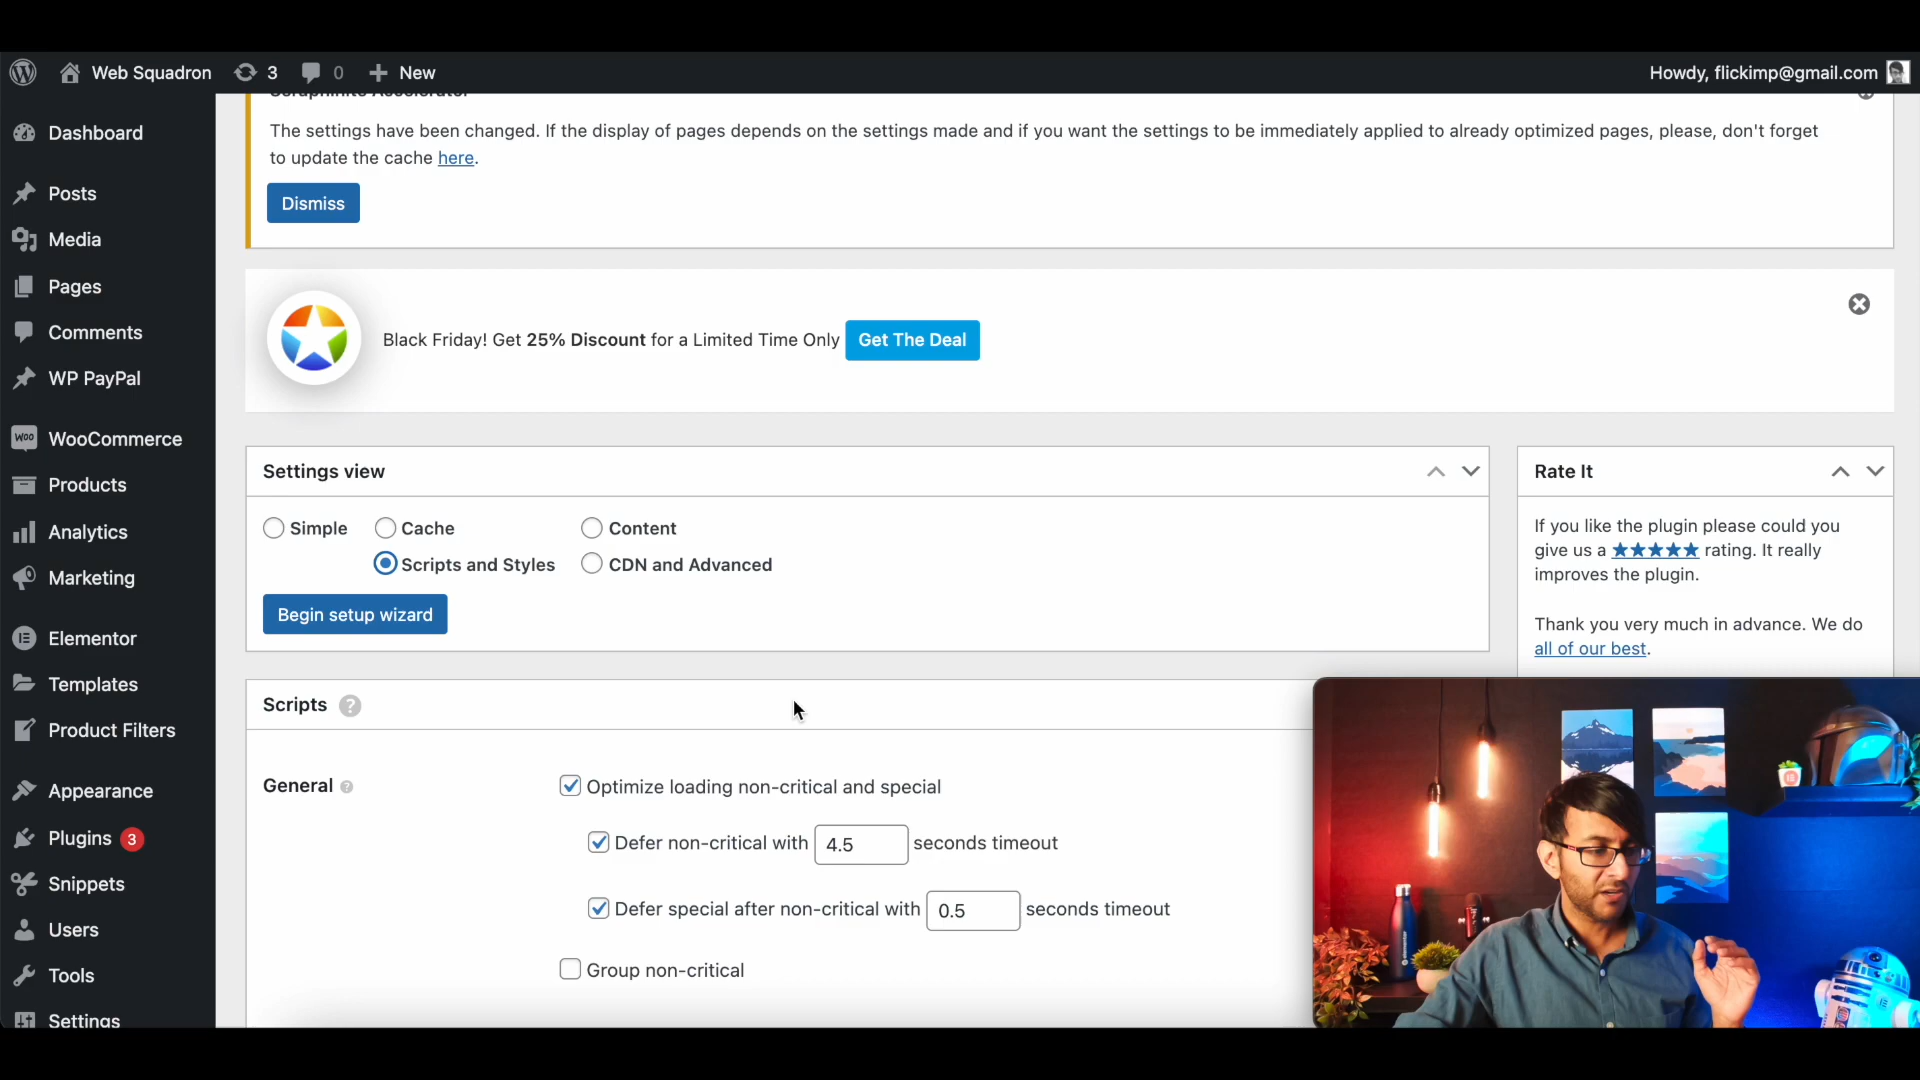 Web Squadron
3
0
New
Howdy, flickimp@gmail.com
Seraphinite Accelerator
The settings have been changed. If the display of pages depends on the settings made and if you want the settings to be immediately applied to already optimized pages, please, don't forget
to update the cache here.
Dismiss
Black Friday! Get 25% Discount for a Limited Time Only
Get The Deal
Dashboard
Posts
Media
Pages
Comments
WP PayPal
WOO
WooCommerce
Products
Analytics
Marketing
Elementor
Templates
Product Filters
Appearance
Plugins 3
Snippets
Users
Tools
Settings
Settings view
Simple
Cache
Content
Scripts and Styles
CDN and Advanced
Begin setup wizard
Rate It
If you like the plugin please could you
give us a ★★★★★ rating. It really
improves the plugin.
Thank you very much in advance. We do
all of our best.
Scripts ?
General ?
Optimize loading non-critical and special
Defer non-critical with 4.5 seconds timeout
Defer special after non-critical with 0.5 seconds timeout
Group non-critical